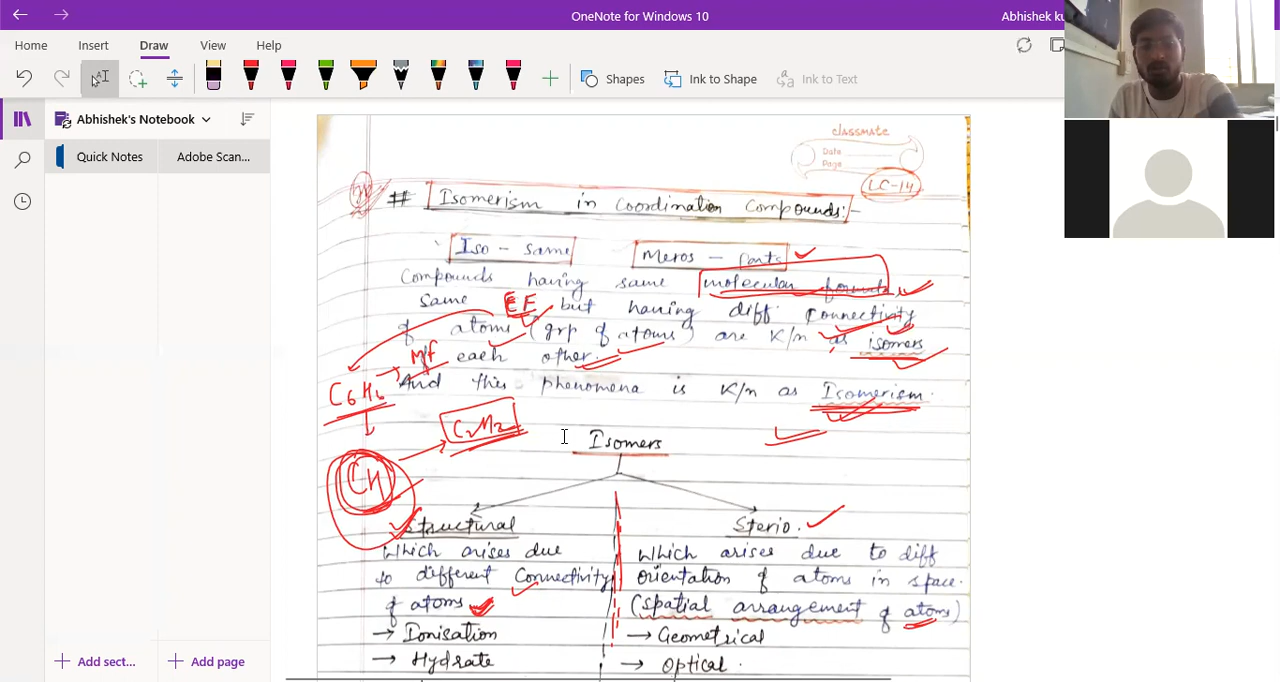 OneNote for Windows 10
Abhishek ku
Home Insert Draw View Help
Shapes Ink to Shape Ink to Text
Abhishek's Notebook
Quick Notes Adobe Scan...
classmate
Date
Page
LC-14
# Isomerism in Coordination Compounds:-
Iso - same Meros - Parts
Compounds having same molecular formula,
same EF but having diff connectivity
of atoms (grp of atoms) are K/n as isomers
M/F each other.
C6H6 And this phenomena is K/n as Isomerism.
C2H2
Isomers
CH
Structural Sterio.
Which arises due Which arises due to diff
to different Connectivity orientation of atoms in space.
of atoms (spatial arrangement of atoms)
→ Ionisation → Geometrical
→ Hydrate → Optical.
+ Add sect... + Add page